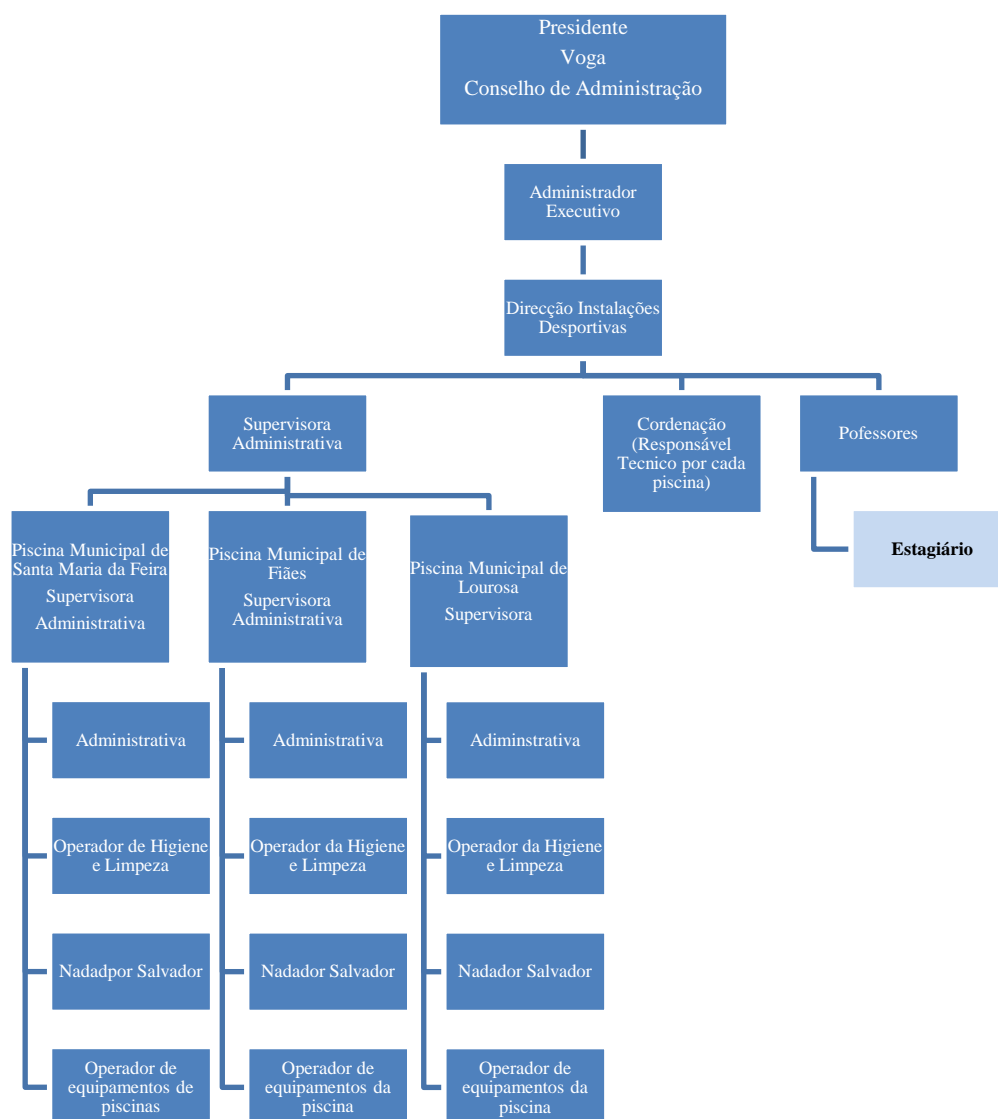 Presidente
Voga
Conselho de Administração
Administrador
Executivo
Direcção Instalações
Desportivas
Supervisora
Administrativa
Cordenação
(Responsável
Tecnico por cada
piscina)
Pofessores
Estagiário
Piscina Municipal de
Santa Maria da Feira
Supervisora
Administrativa
Piscina Municipal de
Fiães
Supervisora
Administrativa
Piscina Municipal de
Lourosa
Supervisora
Administrativa
Operador de Higiene
e Limpeza
Nadadpor Salvador
Operador de
equipamentos de
piscinas
Administrativa
Operador da Higiene
e Limpeza
Nadador Salvador
Operador de
equipamentos da
piscina
Adiminstrativa
Operador da Higiene
e Limpeza
Nadador Salvador
Operador de
equipamentos da
piscina